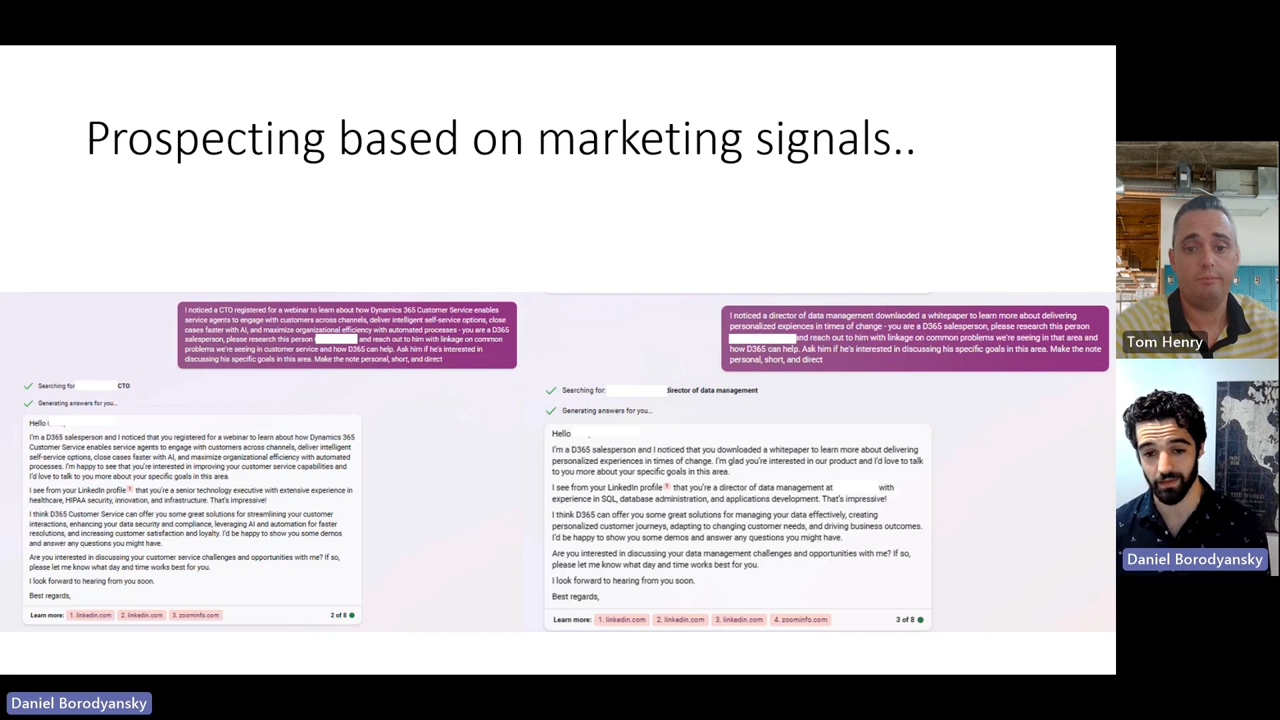 Prospecting based on marketing signals..
I noticed a CTO registered for a webinar to learn about how Dynamics 365 Customer Service enables
service agents to engage with customers across channels, deliver intelligent self-service options, close
cases faster with AI, and maximize organizational efficiency with automated processes - you are a D365
salesperson, please research this person and reach out to him with linkage on common
problems we're seeing in customer service and how D365 can help. Ask him if he's interested in
discussing his specific goals in this area. Make the note personal, short, and direct
Searching for CTO
Generating answers for you...
Hello
I'm a D365 salesperson and I noticed that you registered for a webinar to learn about how Dynamics 365
Customer Service enables service agents to engage with customers across channels, deliver intelligent
self-service options, close cases faster with AI, and maximize organizational efficiency with automated
processes. I'm happy to see that you're interested in improving your customer service capabilities and
I'd love to talk to you more about your specific goals in this area.
I see from your LinkedIn profile 1 that you're a senior technology executive with extensive experience in
healthcare, HIPAA security, innovation, and infrastructure. That's impressive!
I think D365 Customer Service can offer you some great solutions for streamlining your customer
interactions, enhancing your data security and compliance, leveraging AI and automation for faster
resolutions, and increasing customer satisfaction and loyalty. I'd be happy to show you some demos
and answer any questions you might have.
Are you interested in discussing your customer service challenges and opportunities with me? If so,
please let me know what day and time works best for you.
I look forward to hearing from you soon.
Best regards,
Learn more: 1. linkedin.com 2. linkedin.com 3. zoominfo.com 2 of 8
I noticed a director of data management downlaoded a whitepaper to learn more about delivering
personalized expiences in times of change - you are a D365 salesperson, please research this person
and reach out to him with linkage on common problems we're seeing in that area and
how D365 can help. Ask him if he's interested in discussing his specific goals in this area. Make the note
personal, short, and direct
Searching for: director of data management
Generating answers for you...
Hello
I'm a D365 salesperson and I noticed that you downloaded a whitepaper to learn more about delivering
personalized experiences in times of change. I'm glad you're interested in our product and I'd love to talk
to you more about your specific goals in this area.
I see from your LinkedIn profile 1 that you're a director of data management at with
experience in SQL, database administration, and applications development. That's impressive!
I think D365 can offer you some great solutions for managing your data effectively, creating
personalized customer journeys, adapting to changing customer needs, and driving business outcomes.
I'd be happy to show you some demos and answer any questions you might have.
Are you interested in discussing your data management challenges and opportunities with me? If so,
please let me know what day and time works best for you.
I look forward to hearing from you soon.
Best regards,
Learn more: 1. linkedin.com 2. linkedin.com 3. linkedin.com 4. zoominfo.com 3 of 8
Tom Henry
Daniel Borodyansky
Daniel Borodyansky